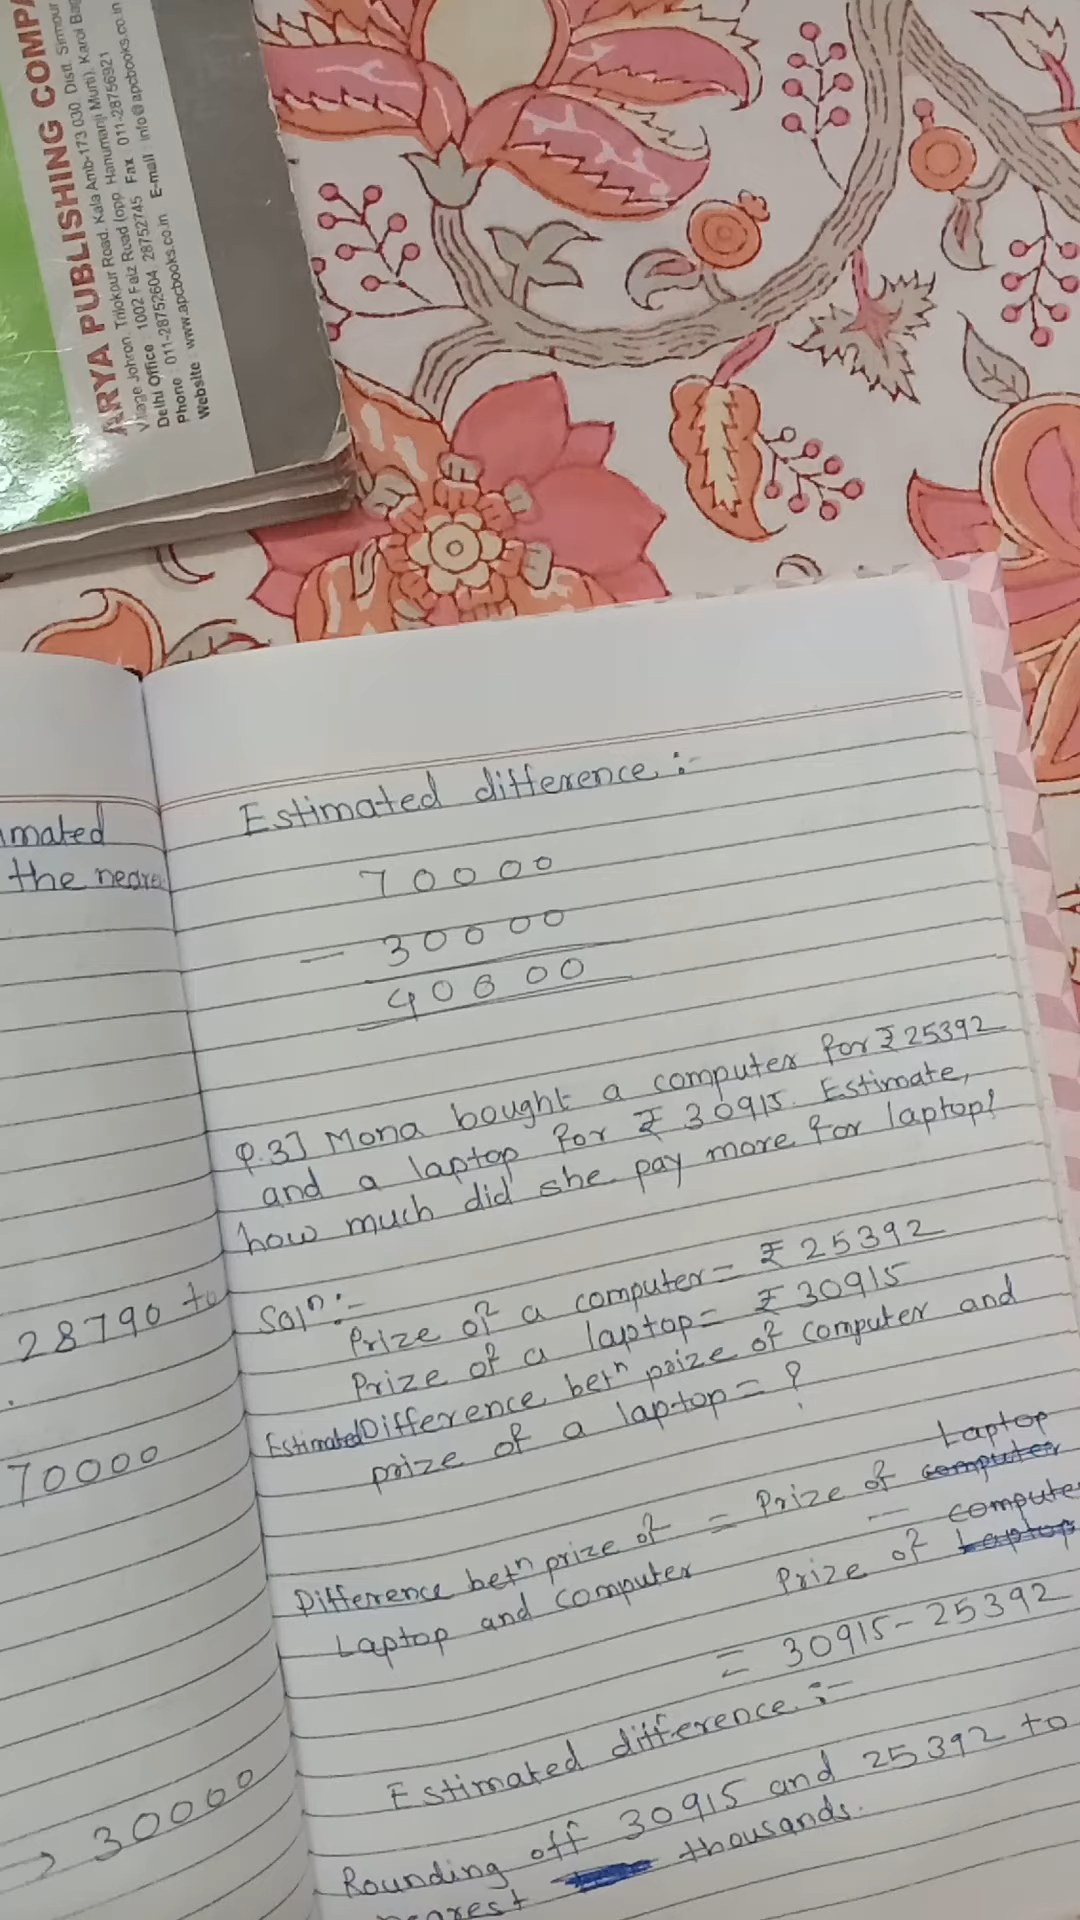 ARYA PUBLISHING COMPA
Village Johron, Trilokpur Road, Kala Amb-173 030 Distt. Sirmour
Delhi Office : 1002 Faiz Road (opp. Hanumanji Murti), Karol Bag
Phone : 011-28752604, 28752745 Fax : 011-28756921
Website : www.apcbooks.co.in E-mail : info@apcbooks.co.in
imated
the neare
28790 to
70000
→ 30000
Estimated difference :-
70000
- 30000
40000
Q.3] Mona bought a computer for ₹ 25392
and a laptop for ₹ 30915. Estimate,
how much did she pay more for laptop?
Solⁿ:-
Prize of a computer = ₹ 25392
Prize of a laptop = ₹ 30915
Estimated Difference betⁿ prize of computer and
prize of a laptop = ?
Laptop
Difference betⁿ prize of = Prize of computer
Laptop and computer - computer
Prize of Laptop
= 30915 - 25392
Estimated difference :-
Rounding off 30915 and 25392 to
nearest thousands.